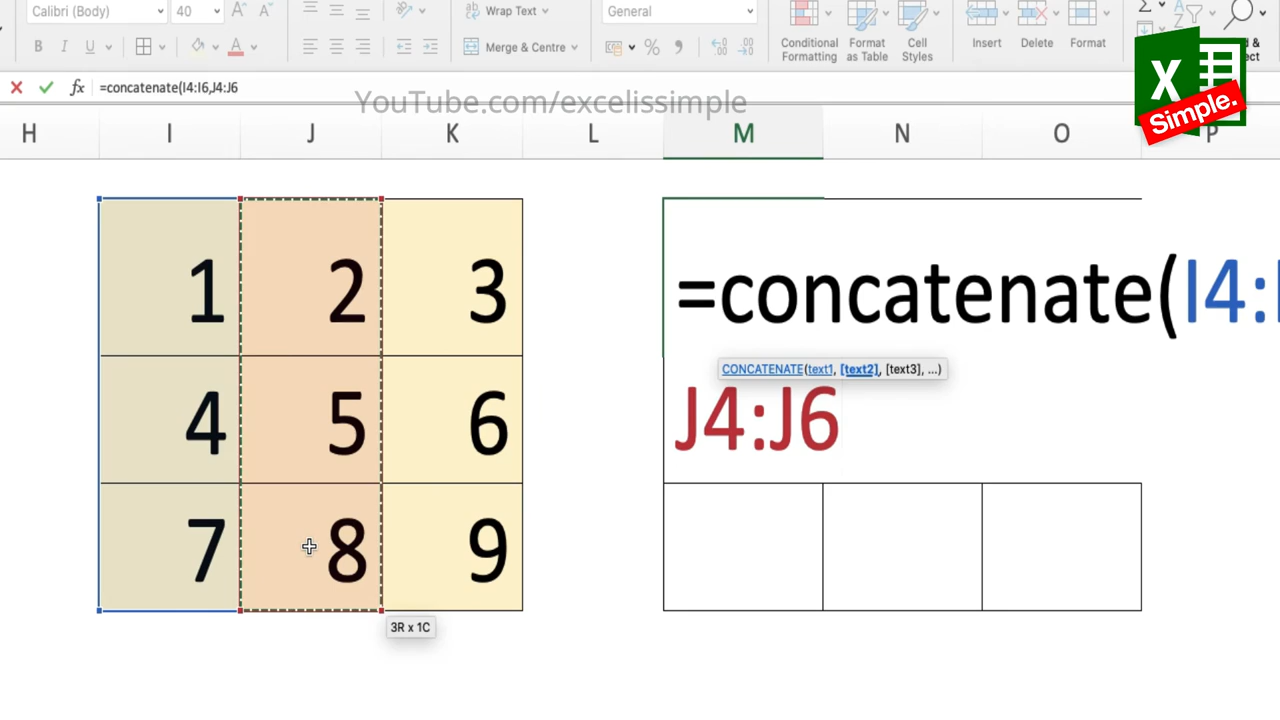 Calibri (Body) 40 A^ A˅ ab Wrap Text General Σ A Z
B I U A Merge & Centre % , Conditional Formatting Format as Table Cell Styles Insert Delete Format &
X Simple.
fx =concatenate(I4:I6,J4:J6
YouTube.com/excelissimple
H I J K L M N O P
1 2 3 =concatenate(I4:
CONCATENATE(text1, [text2], [text3], ...)
4 5 6 J4:J6
7 8 9
3R x 1C